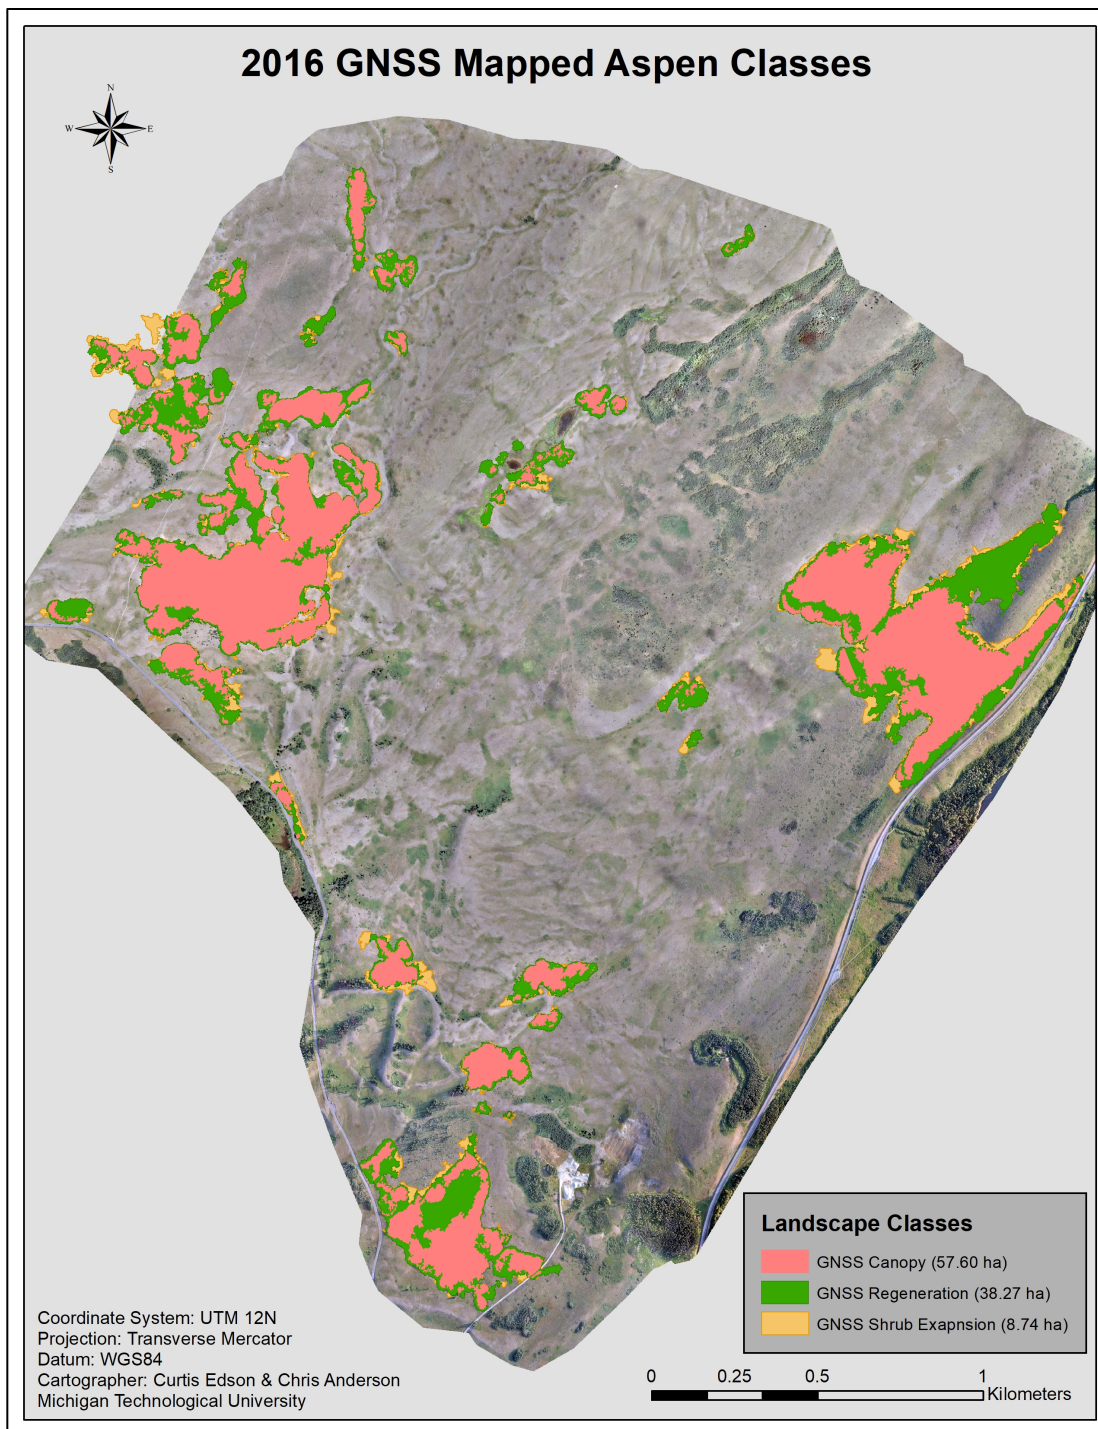 2016 GNSS Mapped Aspen Classes
N
W E
S
Landscape Classes
GNSS Canopy (57.60 ha)
GNSS Regeneration (38.27 ha)
GNSS Shrub Exapnsion (8.74 ha)
Coordinate System: UTM 12N
Projection: Transverse Mercator
Datum: WGS84
Cartographer: Curtis Edson & Chris Anderson
Michigan Technological University
0 0.25 0.5 1
Kilometers